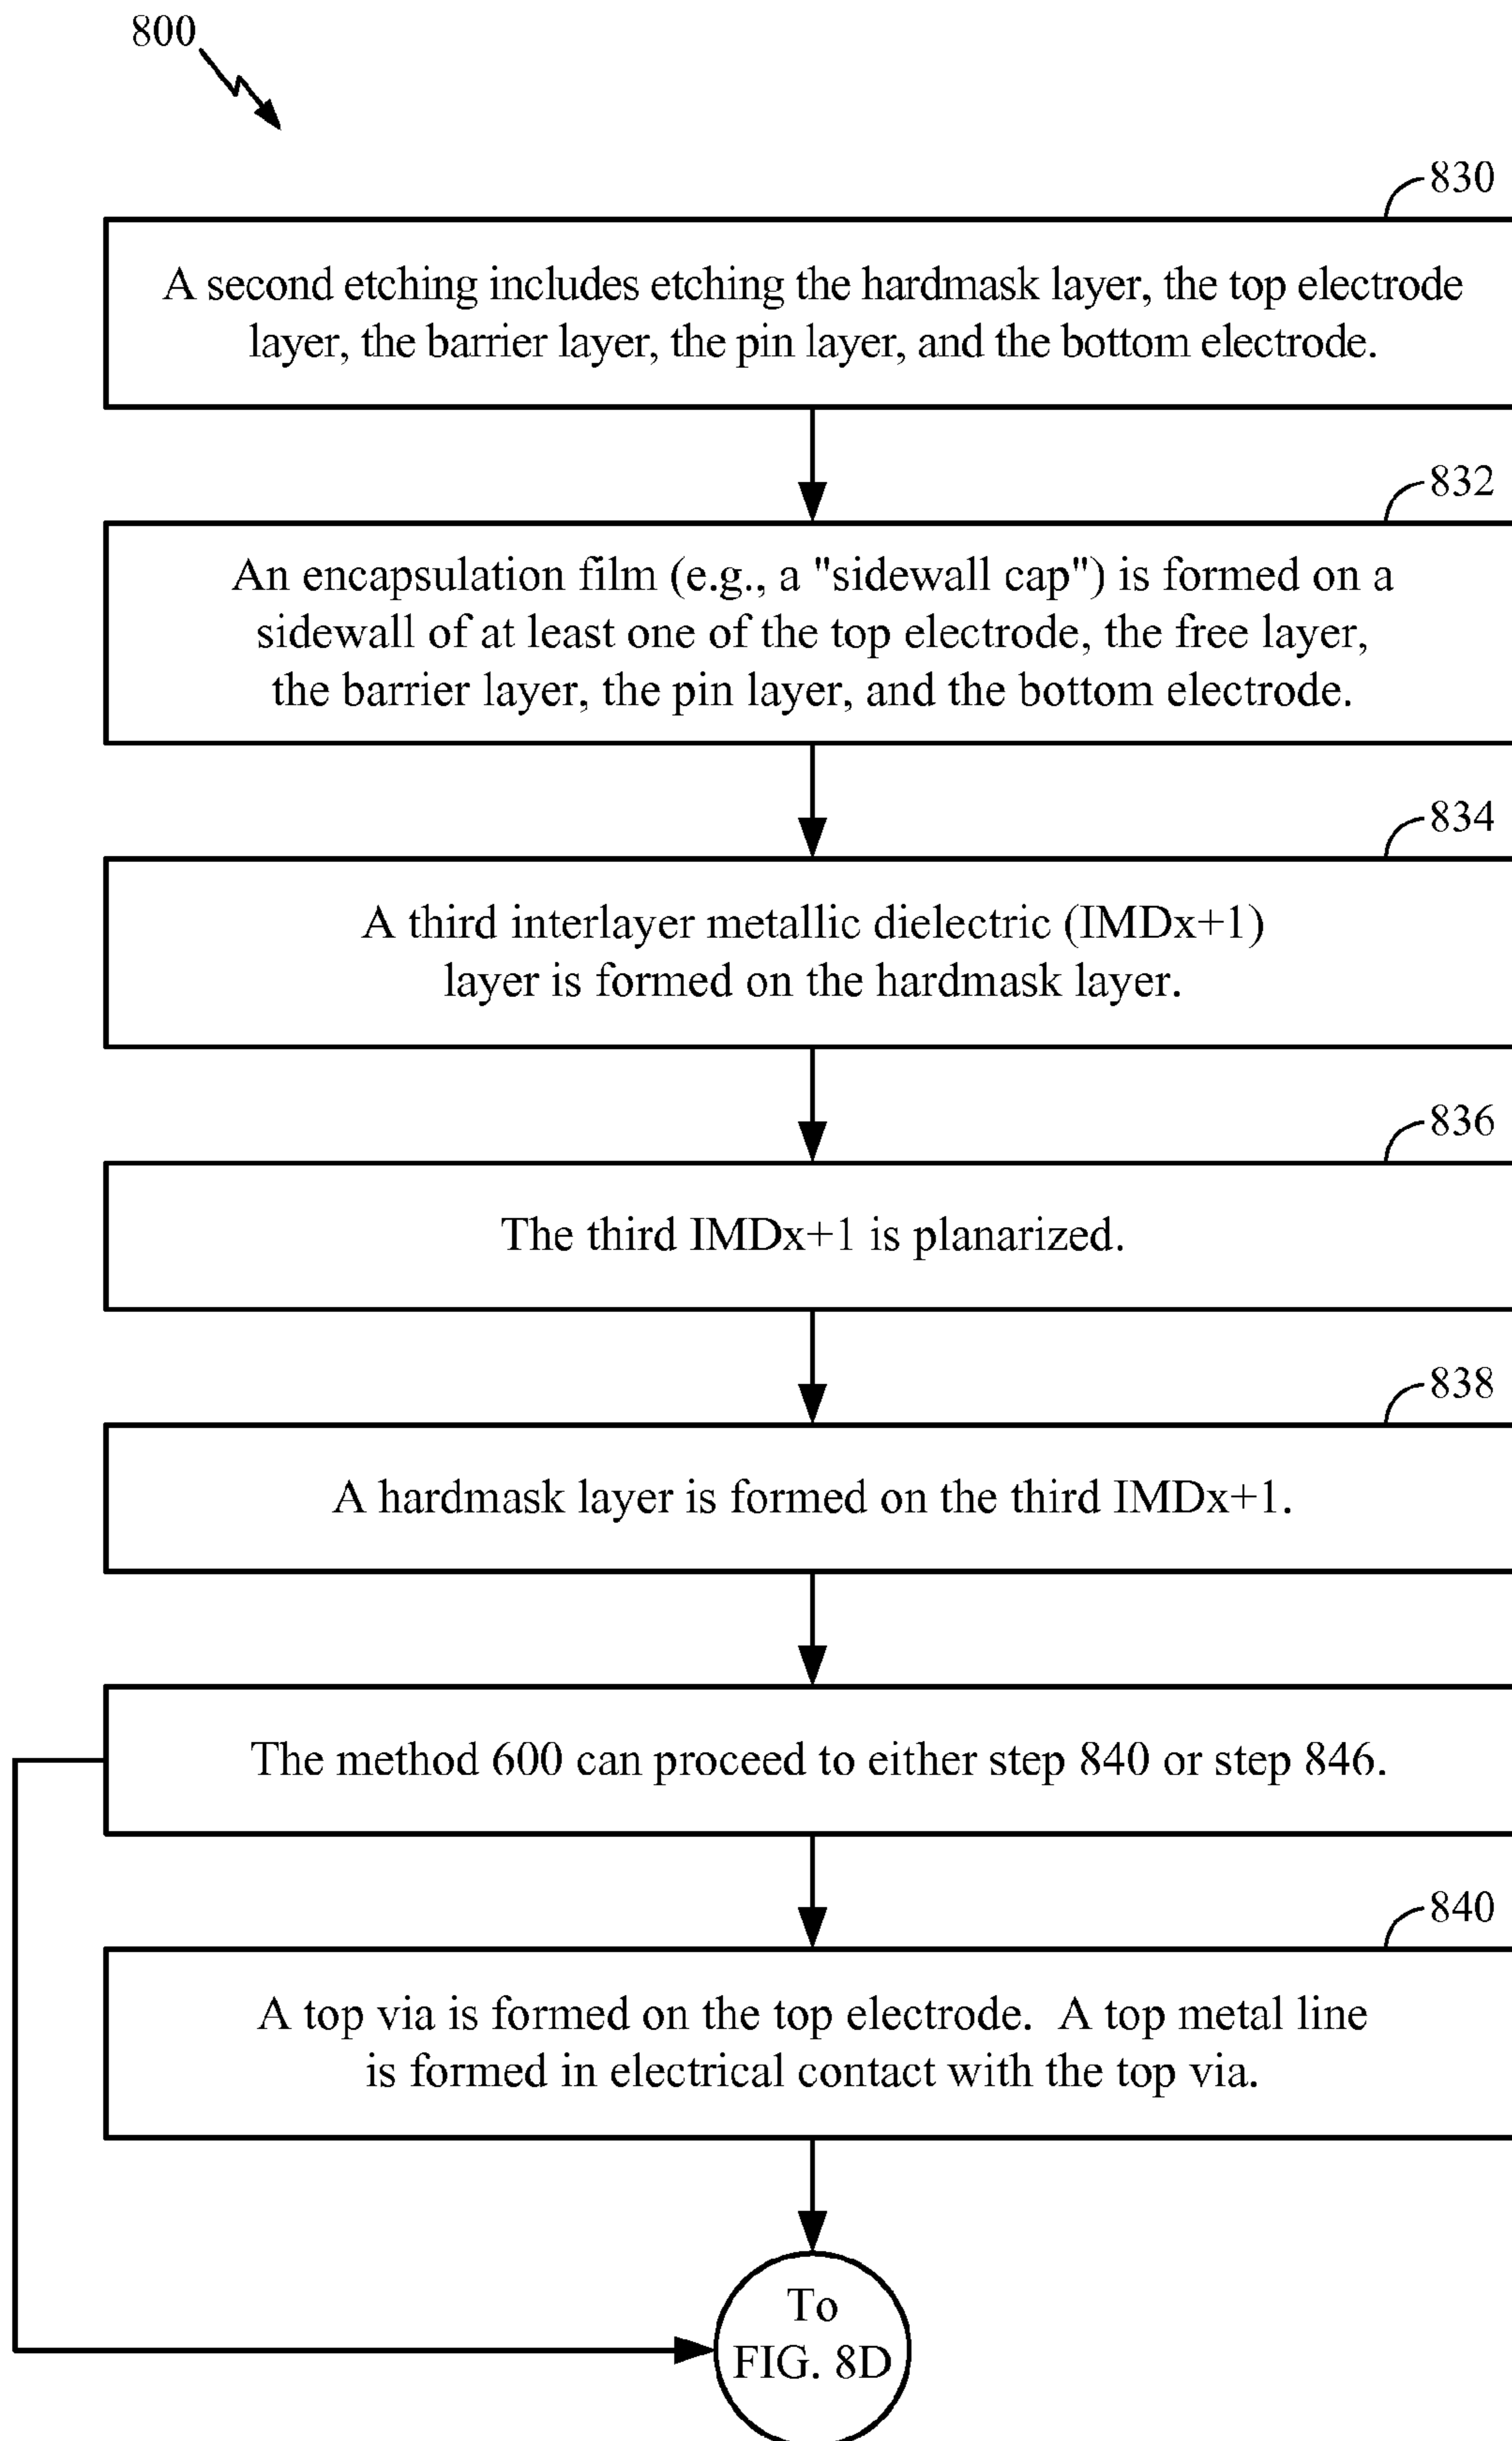 800
830
A second etching includes etching the hardmask layer, the top electrode
layer, the barrier layer, the pin layer, and the bottom electrode.
832
An encapsulation film (e.g., a "sidewall cap") is formed on a
sidewall of at least one of the top electrode, the free layer,
the barrier layer, the pin layer, and the bottom electrode.
834
A third interlayer metallic dielectric (IMDx+1)
layer is formed on the hardmask layer.
836
The third IMDx+1 is planarized.
838
A hardmask layer is formed on the third IMDx+1.
The method 600 can proceed to either step 840 or step 846.
840
A top via is formed on the top electrode. A top metal line
is formed in electrical contact with the top via.
To
FIG. 8D